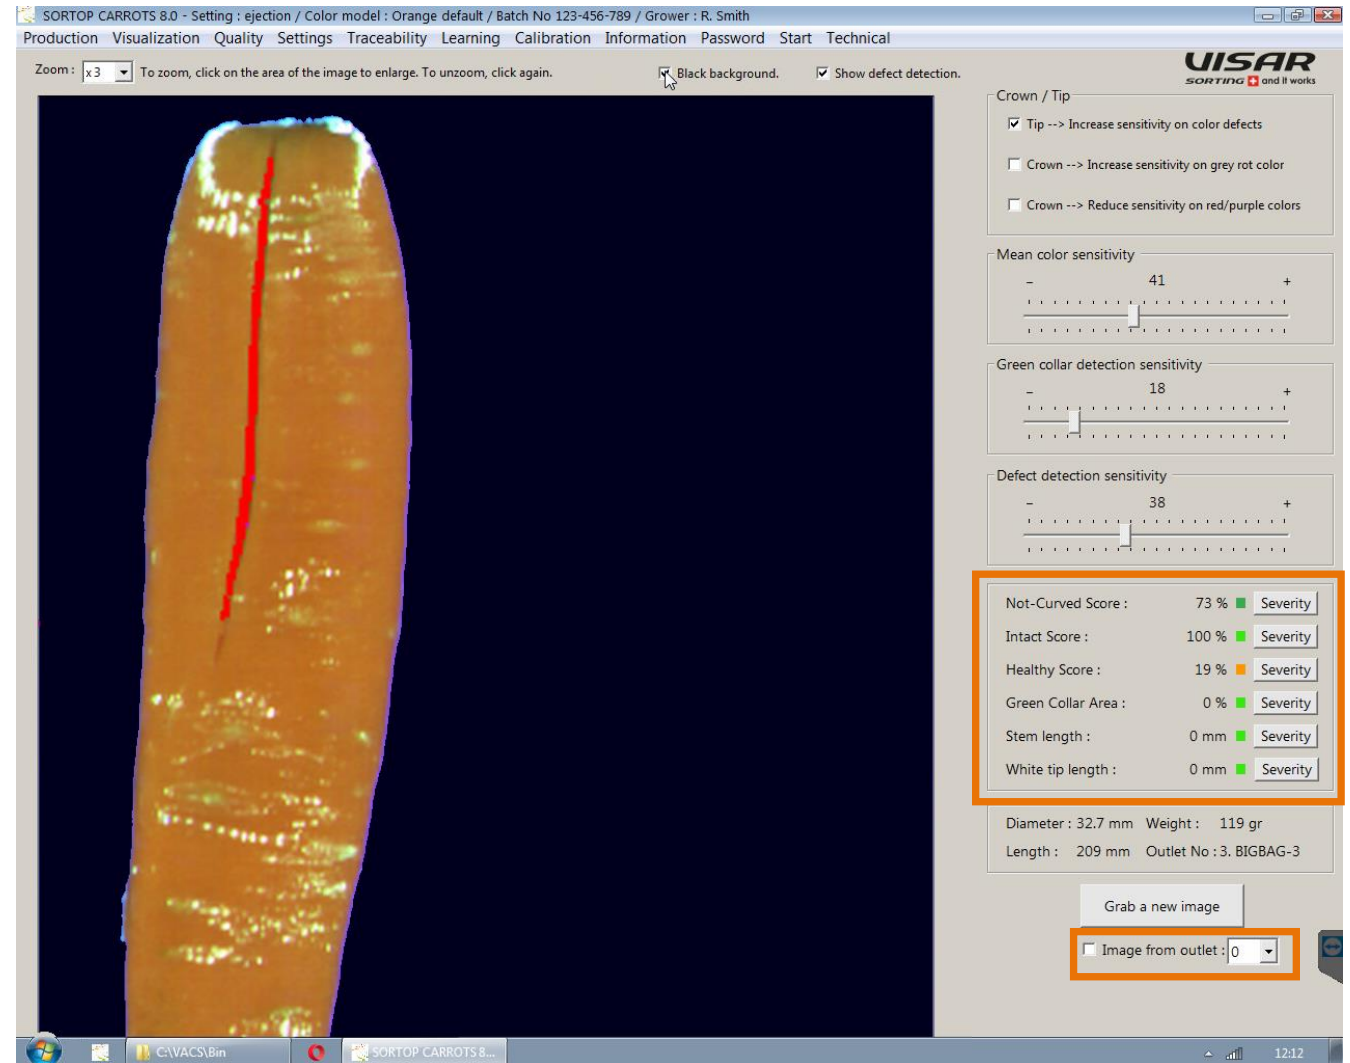 SORTOP CARROTS 8.0 - Setting : ejection / Color model : Orange default / Batch No 123-456-789 / Grower : R. Smith
Production Visualization Quality Settings Traceability Learning Calibration Information Password Start Technical
Zoom : x3 To zoom, click on the area of the image to enlarge. To unzoom, click again. Black background. Show defect detection.
VISAR
SORTING and it works
Crown / Tip
Tip --> Increase sensitivity on color defects
Crown --> Increase sensitivity on grey rot color
Crown --> Reduce sensitivity on red/purple colors
Mean color sensitivity
- 41 +
Green collar detection sensitivity
- 18 +
Defect detection sensitivity
- 38 +
Not-Curved Score : 73 % Severity
Intact Score : 100 % Severity
Healthy Score : 19 % Severity
Green Collar Area : 0 % Severity
Stem length : 0 mm Severity
White tip length : 0 mm Severity
Diameter : 32.7 mm Weight : 119 gr
Length : 209 mm Outlet No : 3. BIGBAG-3
Grab a new image
Image from outlet : 0
C:\VACS\Bin SORTOP CARROTS 8... 12:12